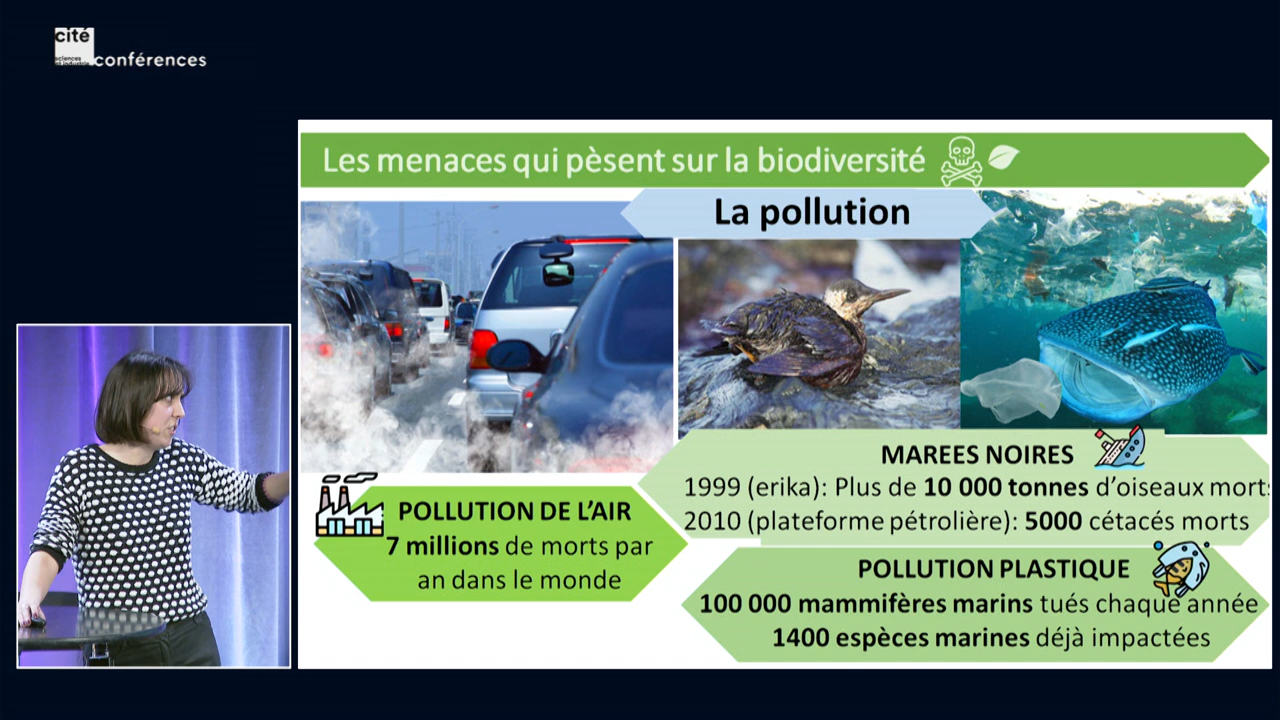 cité
sciences
et industrie
conférences
Les menaces qui pèsent sur la biodiversité
La pollution
MAREES NOIRES
1999 (erika): Plus de 10 000 tonnes d'oiseaux morts
2010 (plateforme pétrolière): 5000 cétacés morts
POLLUTION DE L'AIR
7 millions de morts par
an dans le monde
POLLUTION PLASTIQUE
100 000 mammifères marins tués chaque année
1400 espèces marines déjà impactées